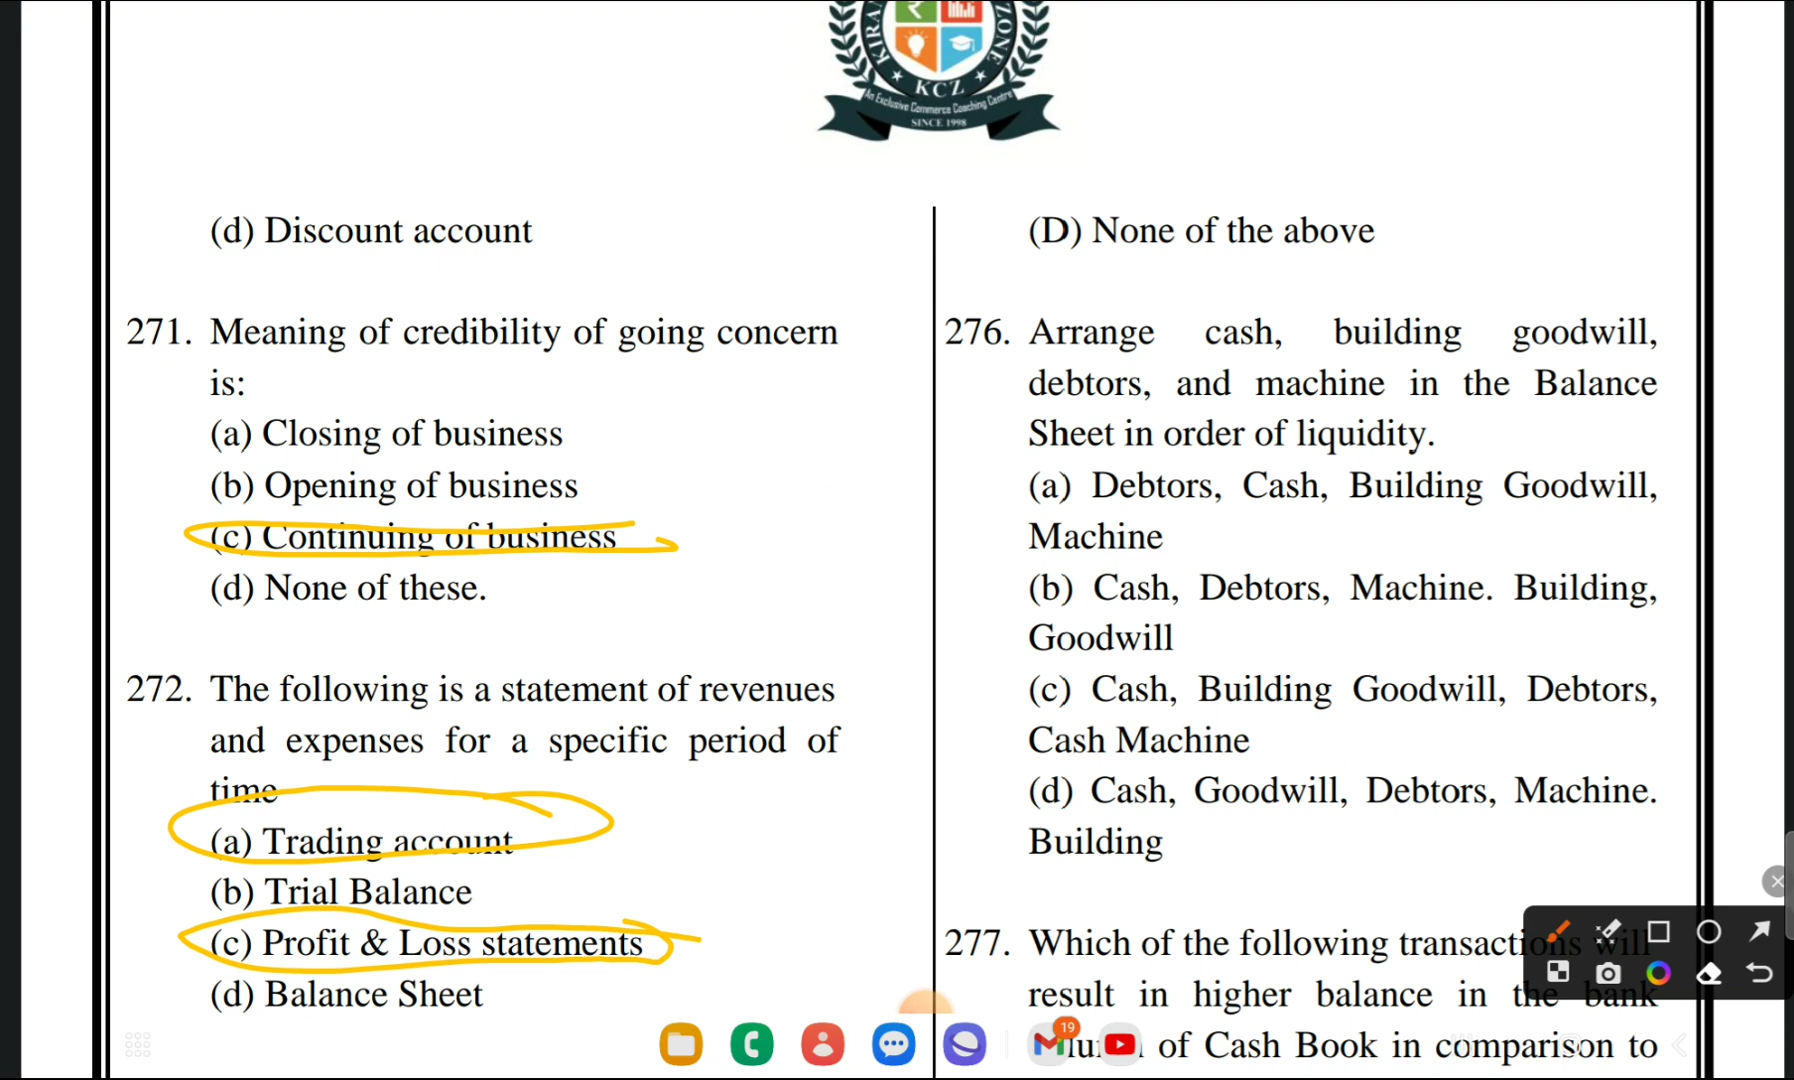 KCZ
An Exclusive Commerce Coaching Centre
SINCE 1998
(d) Discount account
271. Meaning of credibility of going concern
is:
(a) Closing of business
(b) Opening of business
(c) Continuing of business
(d) None of these.
272. The following is a statement of revenues
and expenses for a specific period of
time
(a) Trading account
(b) Trial Balance
(c) Profit & Loss statements
(d) Balance Sheet
(D) None of the above
276. Arrange cash, building goodwill,
debtors, and machine in the Balance
Sheet in order of liquidity.
(a) Debtors, Cash, Building Goodwill,
Machine
(b) Cash, Debtors, Machine. Building,
Goodwill
(c) Cash, Building Goodwill, Debtors,
Cash Machine
(d) Cash, Goodwill, Debtors, Machine.
Building
277. Which of the following transactions will
result in higher balance in the bank
of Cash Book in comparison to
19